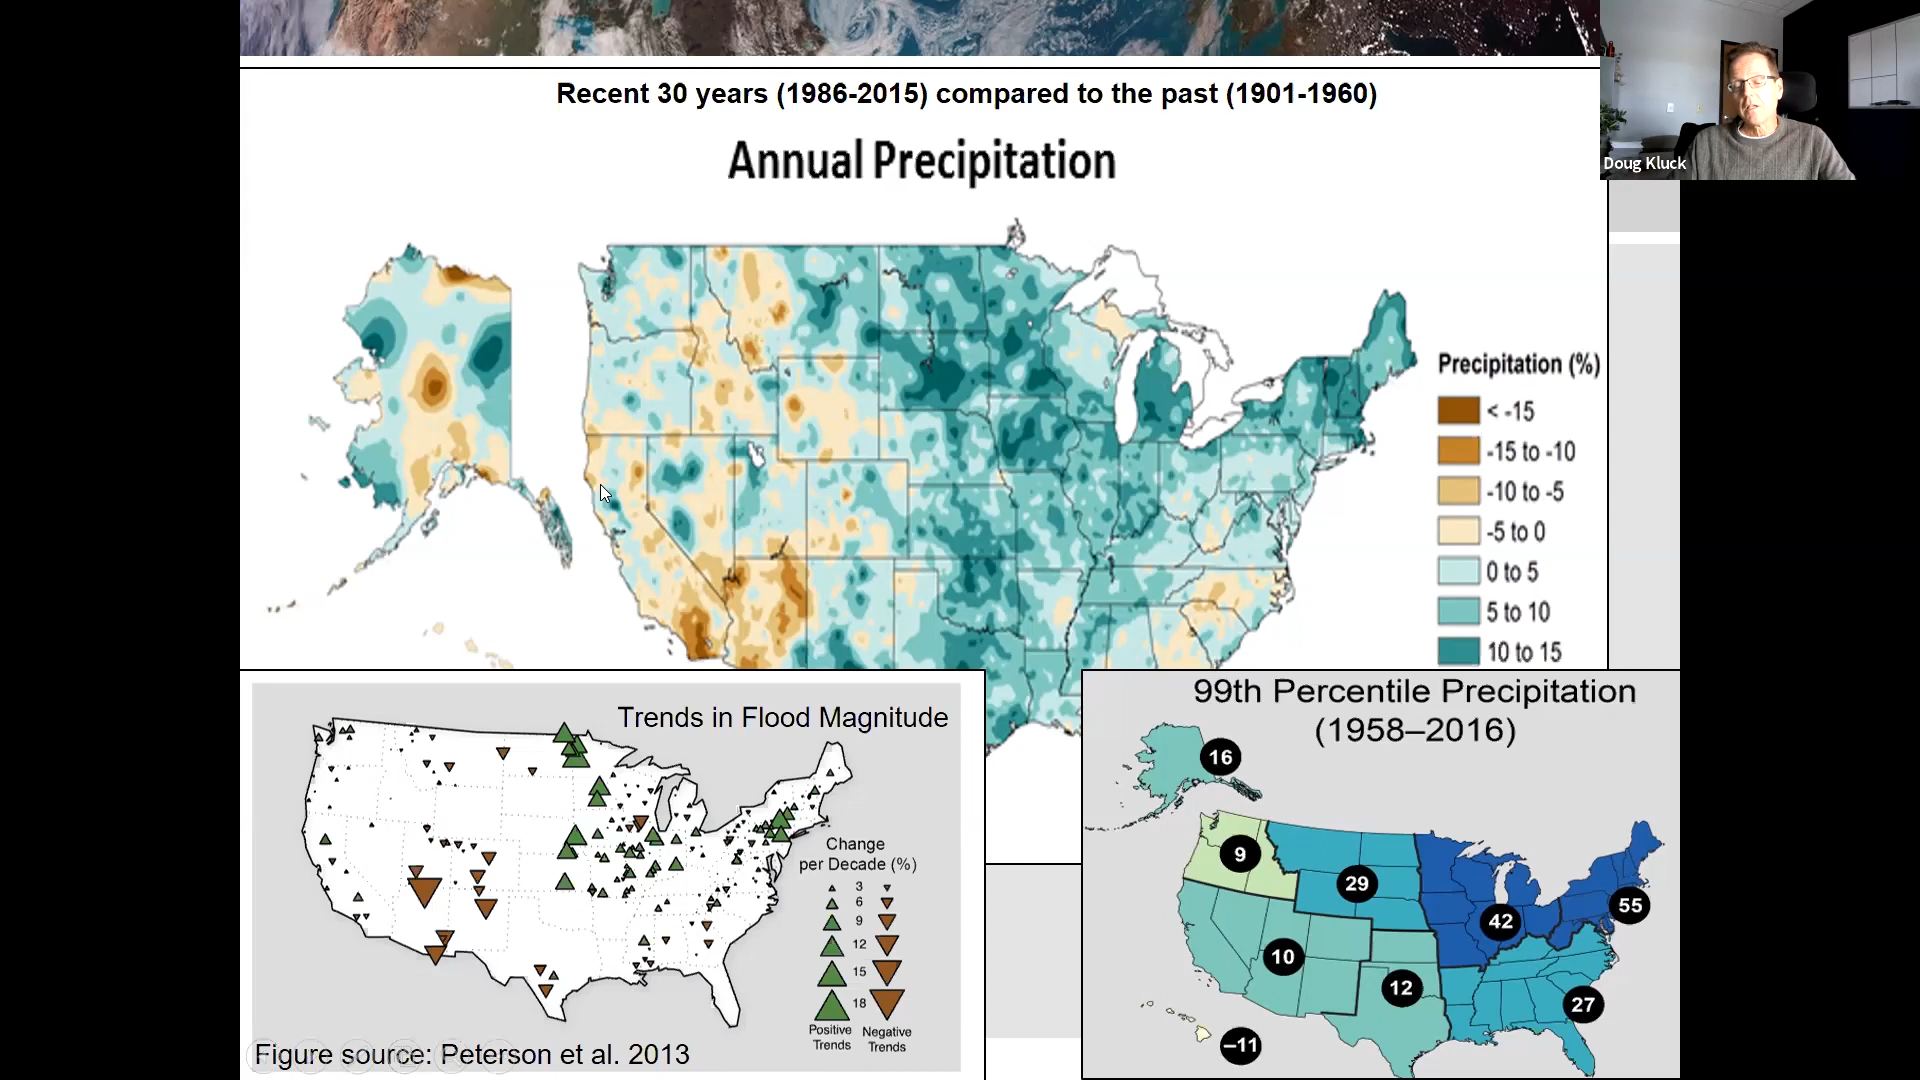 Recent 30 years (1986-2015) compared to the past (1901-1960)
Annual Precipitation
Doug Kluck
Precipitation (%)
< -15
-15 to -10
-10 to -5
-5 to 0
0 to 5
5 to 10
10 to 15
Trends in Flood Magnitude
Change
per Decade (%)
3
6
9
12
15
18
Positive
Trends
Negative
Trends
Figure source: Peterson et al. 2013
99th Percentile Precipitation
(1958–2016)
16
9
29
42
55
10
12
27
–11